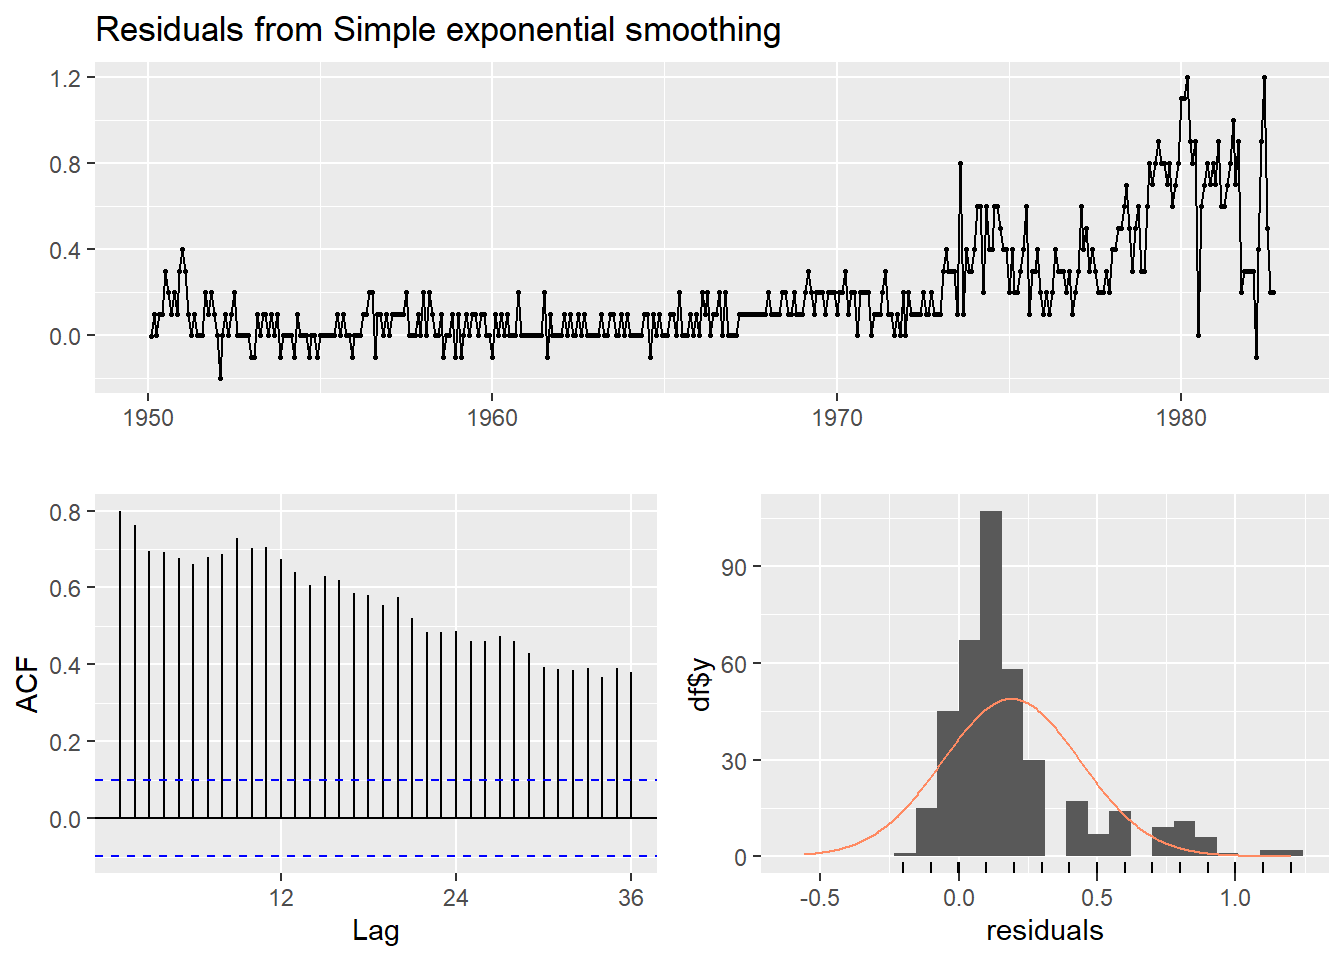 Residuals from Simple exponential smoothing
1.2
0.8
0.4
0.0
1950 1960 1970 1980
ACF
0.8
0.6
0.4
0.2
0.0
12 24 36
Lag
df$y
90
60
30
0
-0.5 0.0 0.5 1.0
residuals